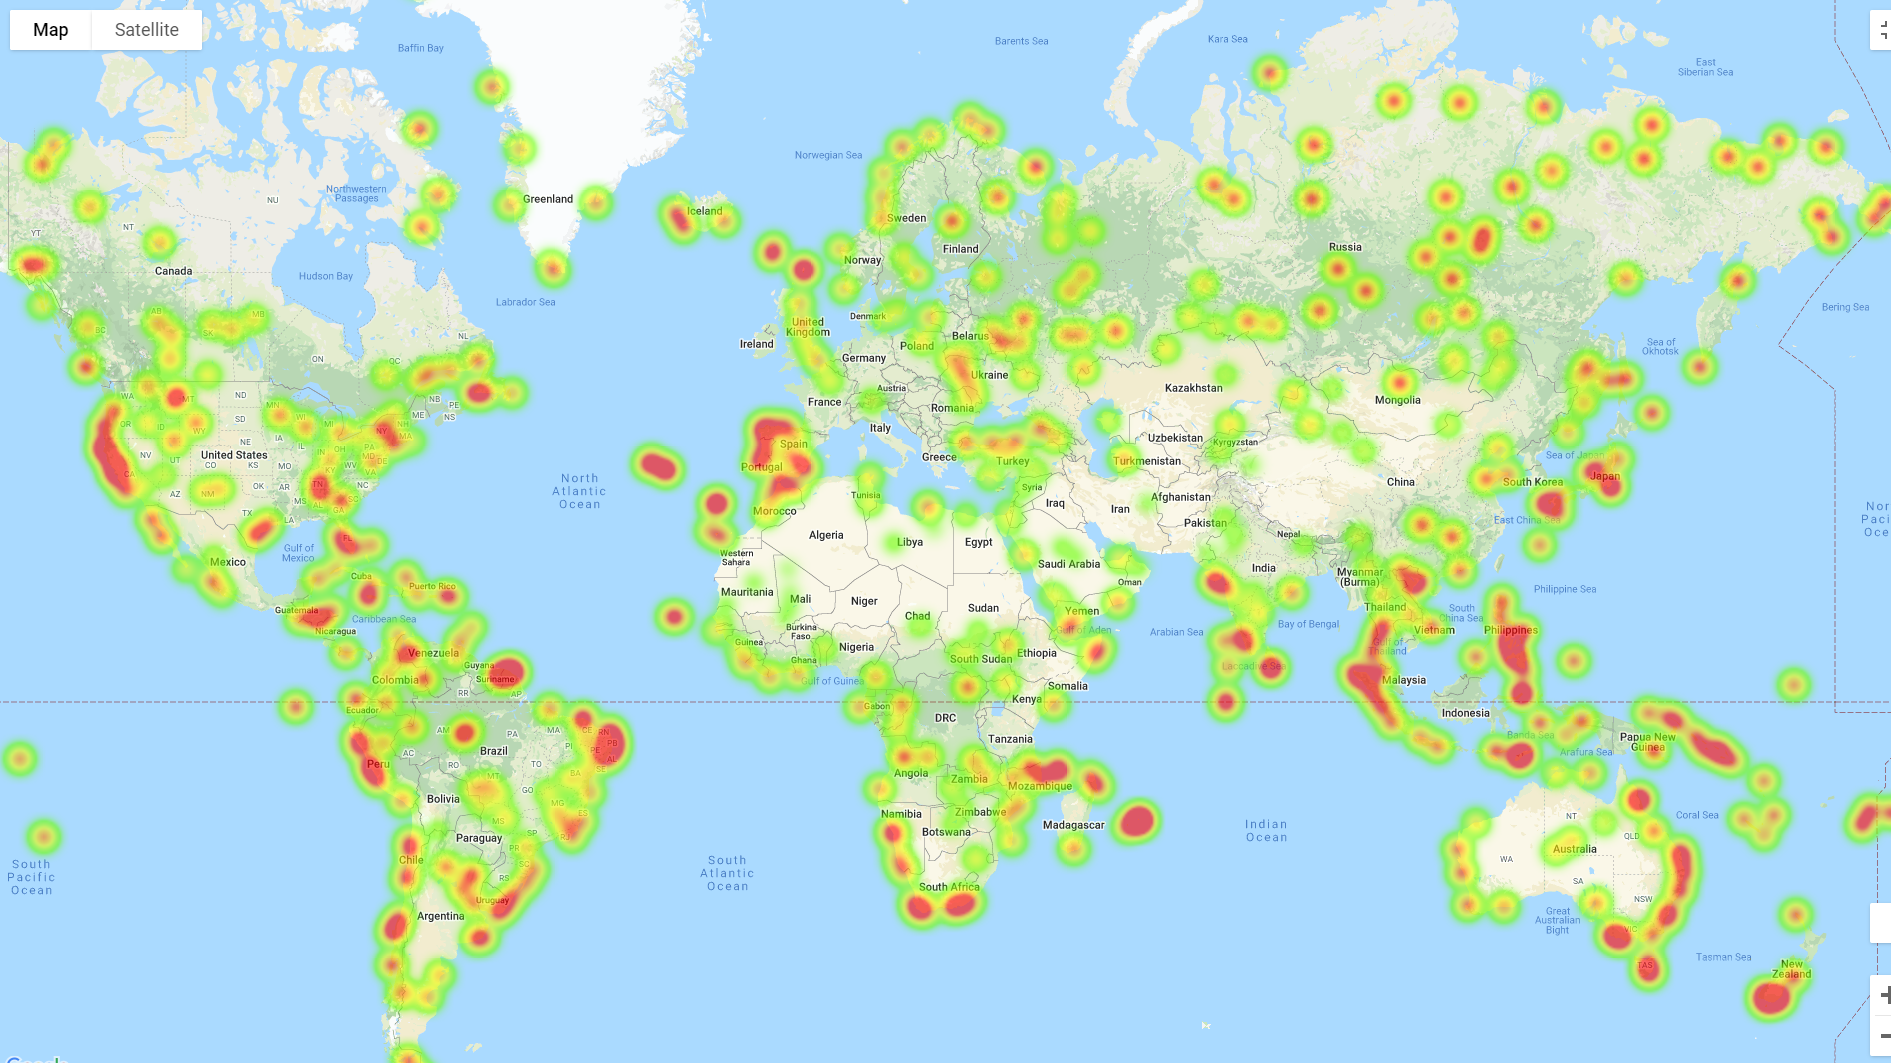 Map
Satellite
Baffin Bay
Barents Sea
Kara Sea
East
Siberian Sea
Norwegian Sea
Northwestern
Passages
NU
Greenland
Iceland
NT
YT
Sweden
Finland
Russia
Norway
Canada
Hudson Bay
Labrador Sea
Bering Sea
AB
SK
MB
BC
NL
ON
QC
Denmark
United
Kingdom
Ireland
Belarus
Poland
Germany
Sea of
Okhotsk
Ukraine
Kazakhstan
Austria
Mongolia
France
Romania
MT
ND
NB
PE
NS
MN
ME
OR
SD
WY
Italy
Spain
Uzbekistan
Kyrgyzstan
IA
IL
NY
MA
NE
United States
NV
UT
CO
KS
MO
IN
OH
PA
KY
WV
VA
MD
DE
CA
Portugal
Greece
Turkey
Turkmenistan
Sea of Japan
Japan
South Korea
China
North
Atlantic
Ocean
AZ
NM
OK
AR
TN
NC
MS
AL
SC
GA
TX
LA
Tunisia
Syria
Iraq
Iran
Afghanistan
Morocco
Algeria
Libya
Egypt
Pakistan
Nepal
East China Sea
Gulf of
Mexico
FL
Mexico
Western
Sahara
Saudi Arabia
India
Myanmar
(Burma)
Cuba
Puerto Rico
Mauritania
Mali
Niger
Chad
Sudan
Oman
Yemen
Philippine Sea
Guatemala
Caribbean Sea
Nicaragua
Burkina
Faso
Guinea
Ghana
Nigeria
Gulf of Aden
Arabian Sea
Bay of Bengal
Thailand
South
China Sea
Vietnam
Philippines
Gulf of
Thailand
Venezuela
Guyana
Suriname
Colombia
South Sudan
Ethiopia
Laccadive Sea
Malaysia
Gulf of Guinea
Somalia
RR
AP
Ecuador
Gabon
DRC
Kenya
Indonesia
AM
PA
MA
CE
RN
PB
PE
AL
SE
PI
Brazil
Tanzania
Banda Sea
Arafura Sea
Papua New
Guinea
AC
RO
TO
BA
Peru
MT
GO
MG
ES
Angola
Zambia
Mozambique
Bolivia
MS
Namibia
Zimbabwe
Botswana
Madagascar
Indian
Ocean
NT
QLD
Coral Sea
Paraguay
SP
RJ
PR
SC
Chile
RS
WA
Australia
SA
NSW
South
Pacific
Ocean
South
Atlantic
Ocean
South Africa
Uruguay
Argentina
Great
Australian
Bight
VIC
TAS
Tasman Sea
New
Zealand